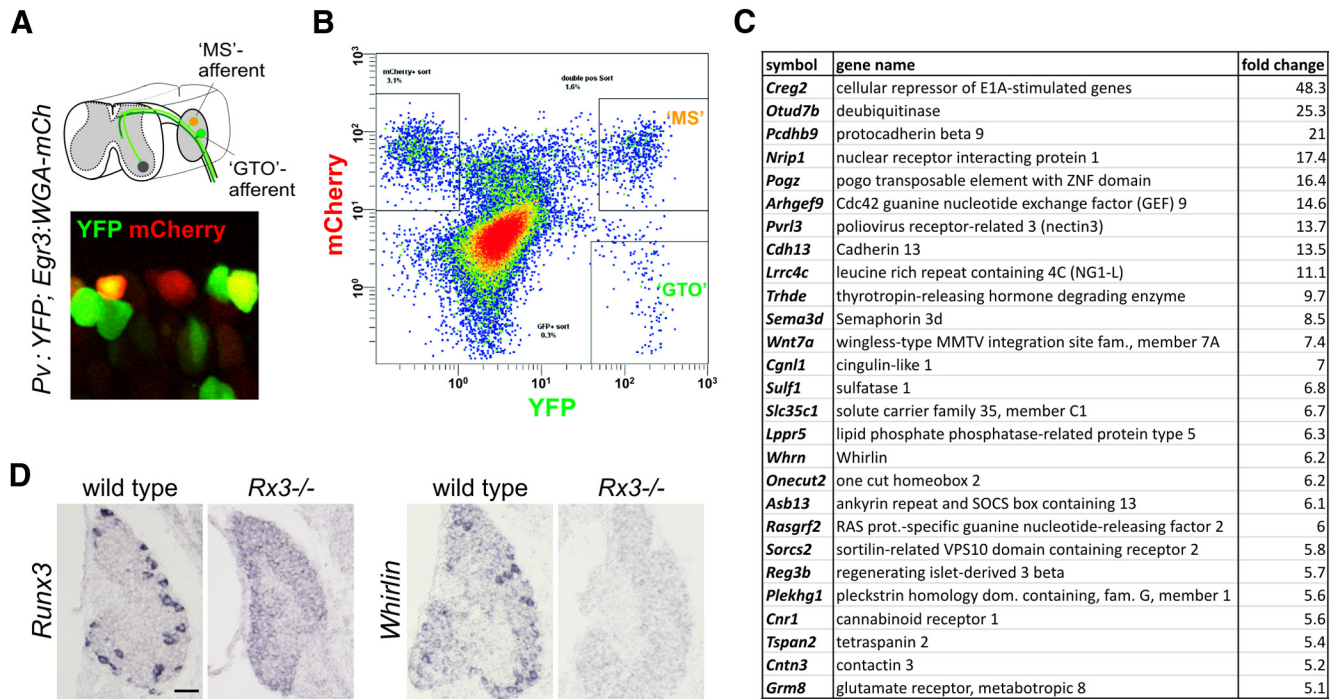 A
'MS'-
afferent
'GTO'-
afferent
Pv: YFP; Egr3:WGA-mCh
YFP mCherry
B
mCherry
10³
10²
10¹
10⁰
mCherry+ sort
3.1%
double pos Sort
1.6%
'MS'
'GTO'
GFP+ sort
0.3%
10⁰ 10¹ 10² 10³
YFP
C
symbol gene name fold change
Creg2 cellular repressor of E1A-stimulated genes 48.3
Otud7b deubiquitinase 25.3
Pcdhb9 protocadherin beta 9 21
Nrip1 nuclear receptor interacting protein 1 17.4
Pogz pogo transposable element with ZNF domain 16.4
Arhgef9 Cdc42 guanine nucleotide exchange factor (GEF) 9 14.6
Pvrl3 poliovirus receptor-related 3 (nectin3) 13.7
Cdh13 Cadherin 13 13.5
Lrrc4c leucine rich repeat containing 4C (NG1-L) 11.1
Trhde thyrotropin-releasing hormone degrading enzyme 9.7
Sema3d Semaphorin 3d 8.5
Wnt7a wingless-type MMTV integration site fam., member 7A 7.4
Cgnl1 cingulin-like 1 7
Sulf1 sulfatase 1 6.8
Slc35c1 solute carrier family 35, member C1 6.7
Lppr5 lipid phosphate phosphatase-related protein type 5 6.3
Whrn Whirlin 6.2
Onecut2 one cut homeobox 2 6.2
Asb13 ankyrin repeat and SOCS box containing 13 6.1
Rasgrf2 RAS prot.-specific guanine nucleotide-releasing factor 2 6
Sorcs2 sortilin-related VPS10 domain containing receptor 2 5.8
Reg3b regenerating islet-derived 3 beta 5.7
Plekhg1 pleckstrin homology dom. containing, fam. G, member 1 5.6
Cnr1 cannabinoid receptor 1 5.6
Tspan2 tetraspanin 2 5.4
Cntn3 contactin 3 5.2
Grm8 glutamate receptor, metabotropic 8 5.1
D
wild type Rx3-/- wild type Rx3-/-
Runx3
Whirlin